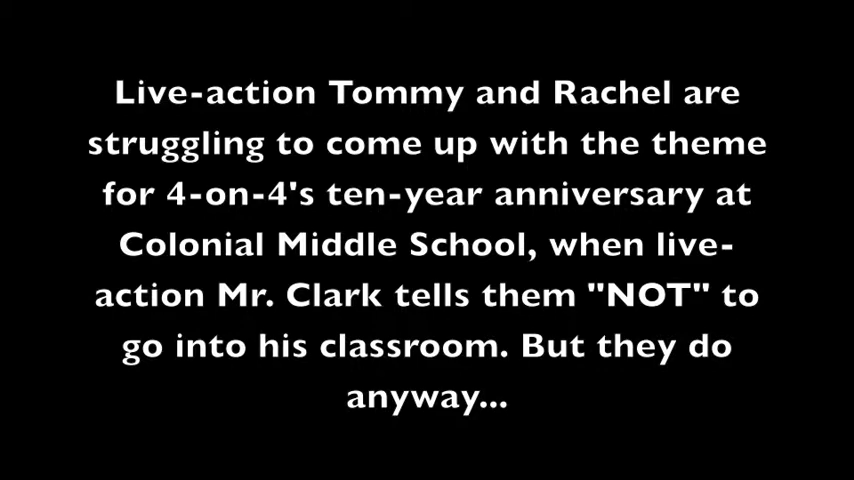 Live-action Tommy and Rachel are
struggling to come up with the theme
for 4-on-4's ten-year anniversary at
Colonial Middle School, when live-
action Mr. Clark tells them "NOT" to
go into his classroom. But they do
anyway...